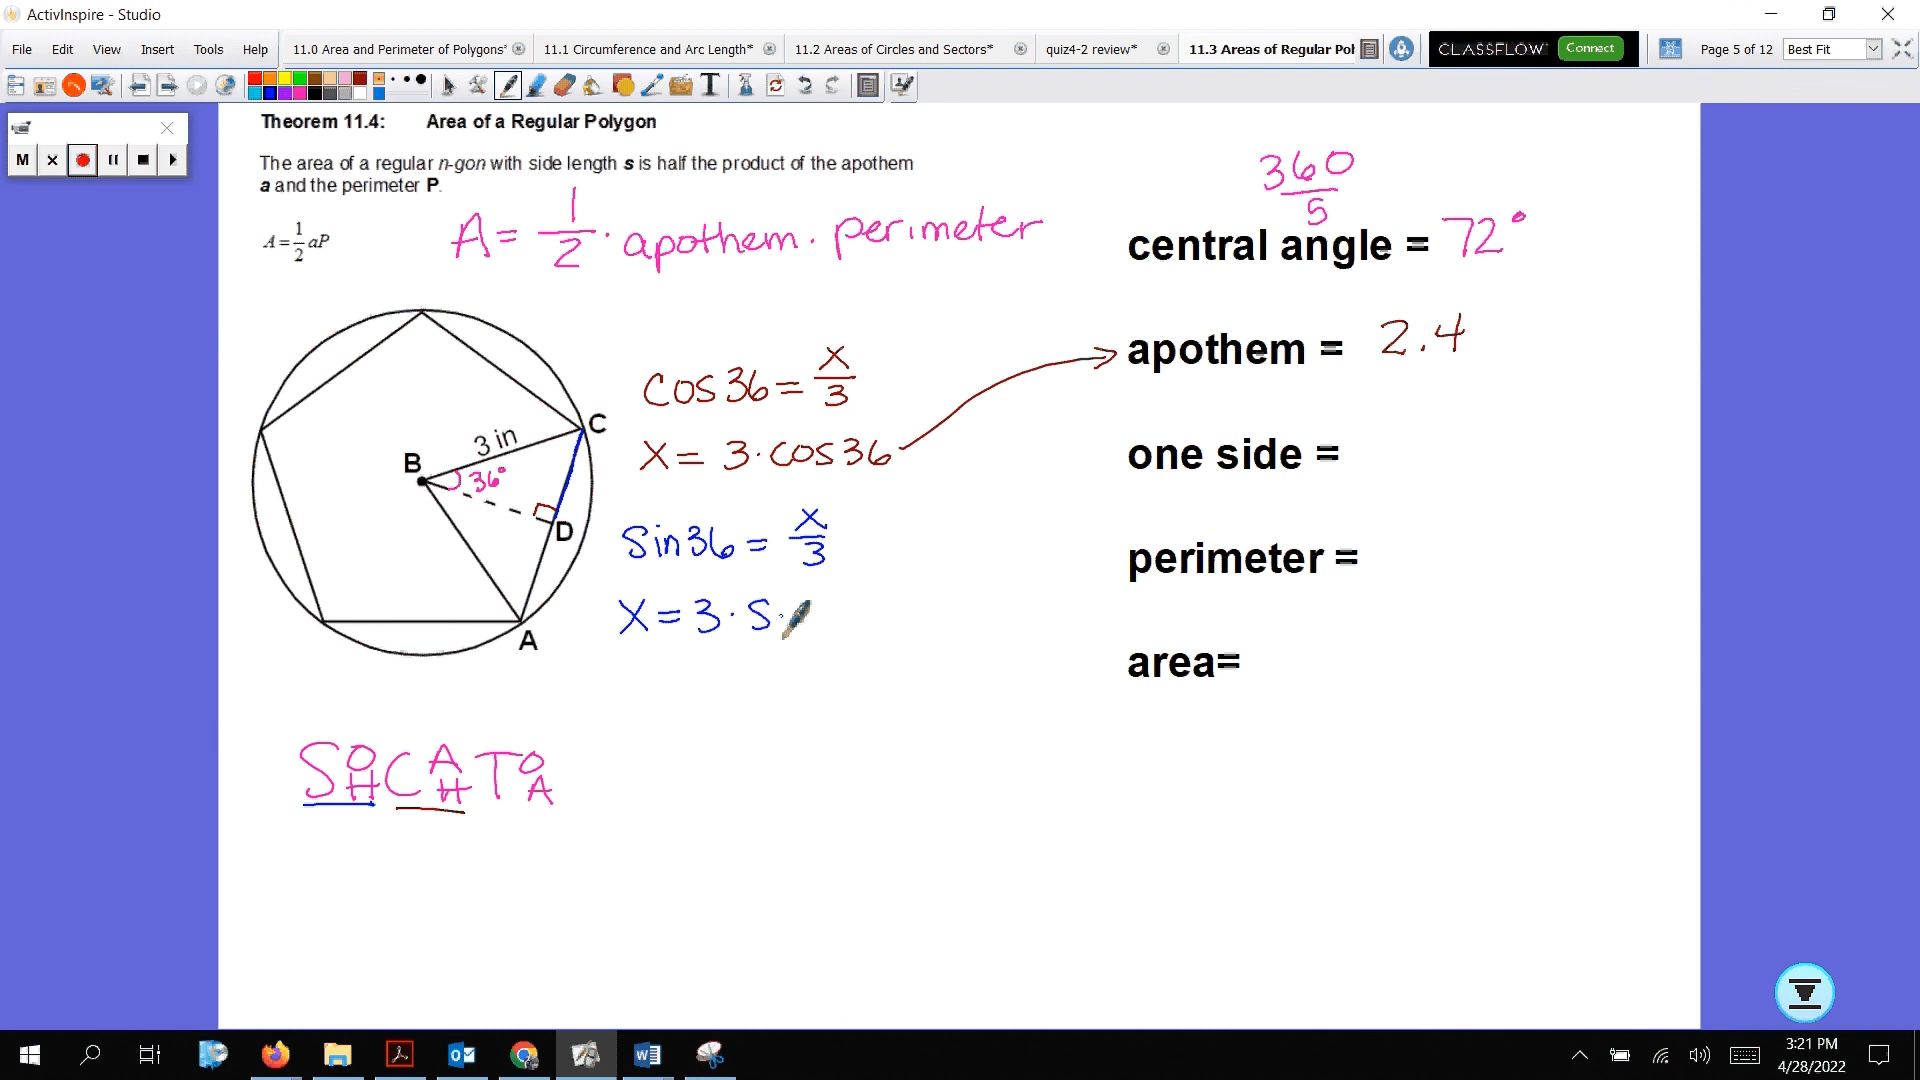 ActivInspire - Studio
File Edit View Insert Tools Help
11.0 Area and Perimeter of Polygons* 11.1 Circumference and Arc Length* 11.2 Areas of Circles and Sectors* quiz4-2 review* 11.3 Areas of Regular Pol
CLASSFLOW Connect
Page 5 of 12 Best Fit
M
Theorem 11.4: Area of a Regular Polygon
The area of a regular n-gon with side length s is half the product of the apothem
a and the perimeter P.
A = 1/2 aP
A = 1/2 · apothem · perimeter
360/5
central angle = 72°
cos 36 = x/3
apothem = 2.4
x = 3 · cos 36
one side =
C
3 in
B
36°
D
A
sin 36 = x/3
perimeter =
x = 3 · S
area=
S O/H C A/H T O/A
3:21 PM
4/28/2022